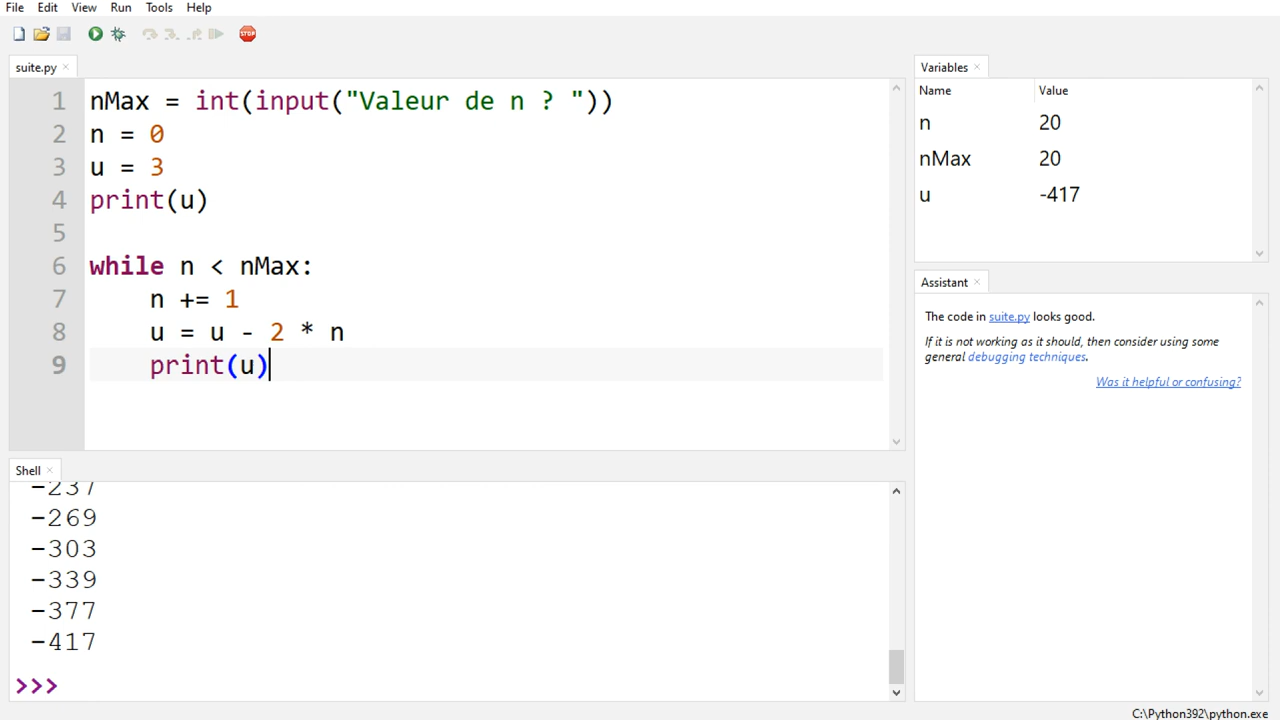 File Edit View Run Tools Help
STOP
suite.py ×
1 nMax = int(input("Valeur de n ? "))
2 n = 0
3 u = 3
4 print(u)
5
6 while n < nMax:
7     n += 1
8     u = u - 2 * n
9     print(u)
Shell ×
-237
-269
-303
-339
-377
-417
>>>
Variables ×
Name Value
n 20
nMax 20
u -417
Assistant ×
The code in suite.py looks good.
If it is not working as it should, then consider using some
general debugging techniques.
Was it helpful or confusing?
C:\Python392\python.exe